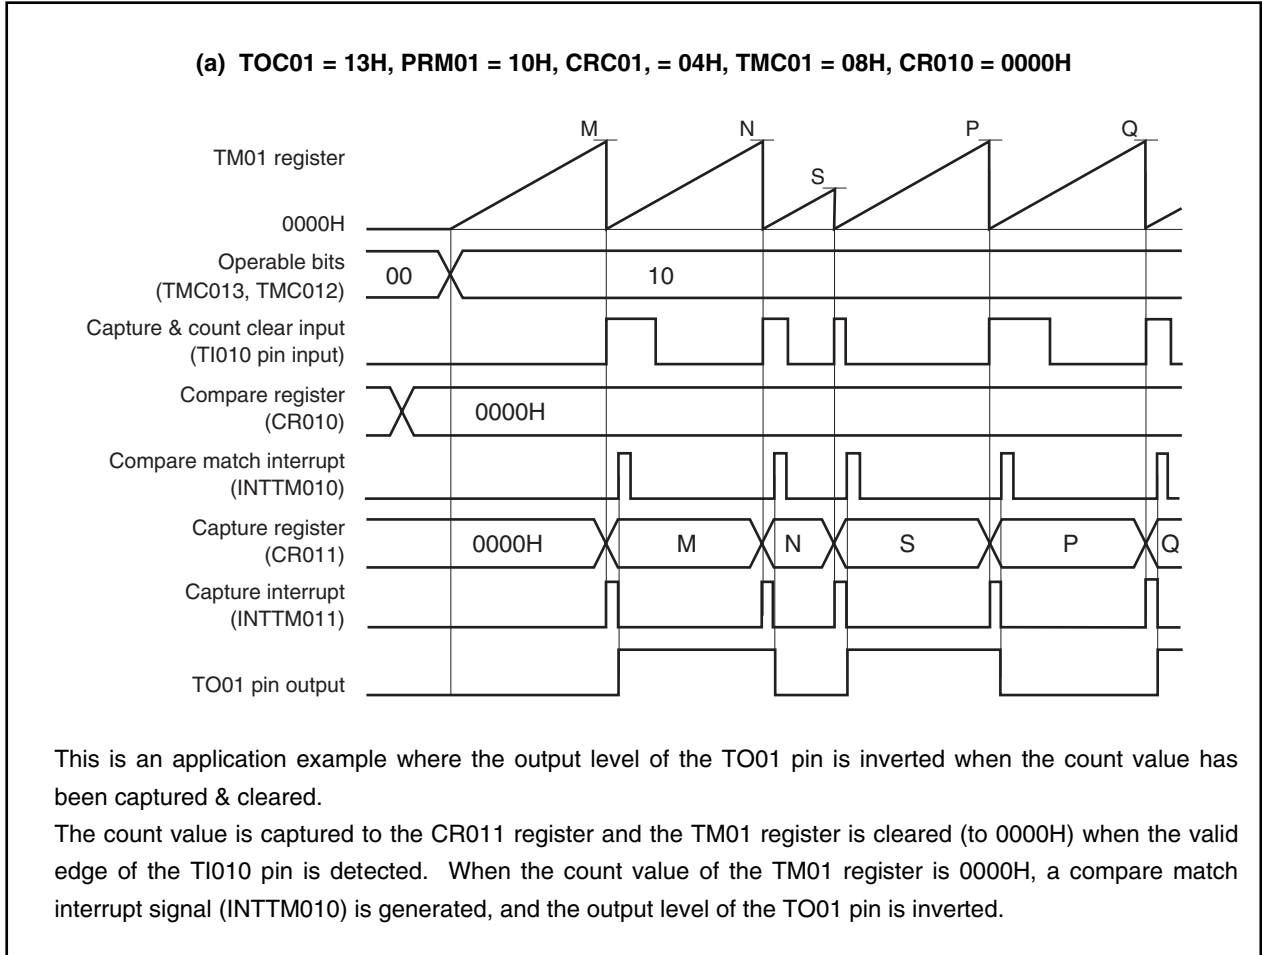 (a) TOC01 = 13H, PRM01 = 10H, CRC01, = 04H, TMC01 = 08H, CR010 = 0000H
M
N
S
P
Q
TM01 register
0000H
Operable bits
(TMC013, TMC012)
00
10
Capture & count clear input
(TI010 pin input)
Compare register
(CR010)
0000H
Compare match interrupt
(INTTM010)
Capture register
(CR011)
0000H
M
N
S
P
Q
Capture interrupt
(INTTM011)
TO01 pin output
This is an application example where the output level of the TO01 pin is inverted when the count value has
been captured & cleared.
The count value is captured to the CR011 register and the TM01 register is cleared (to 0000H) when the valid
edge of the TI010 pin is detected. When the count value of the TM01 register is 0000H, a compare match
interrupt signal (INTTM010) is generated, and the output level of the TO01 pin is inverted.